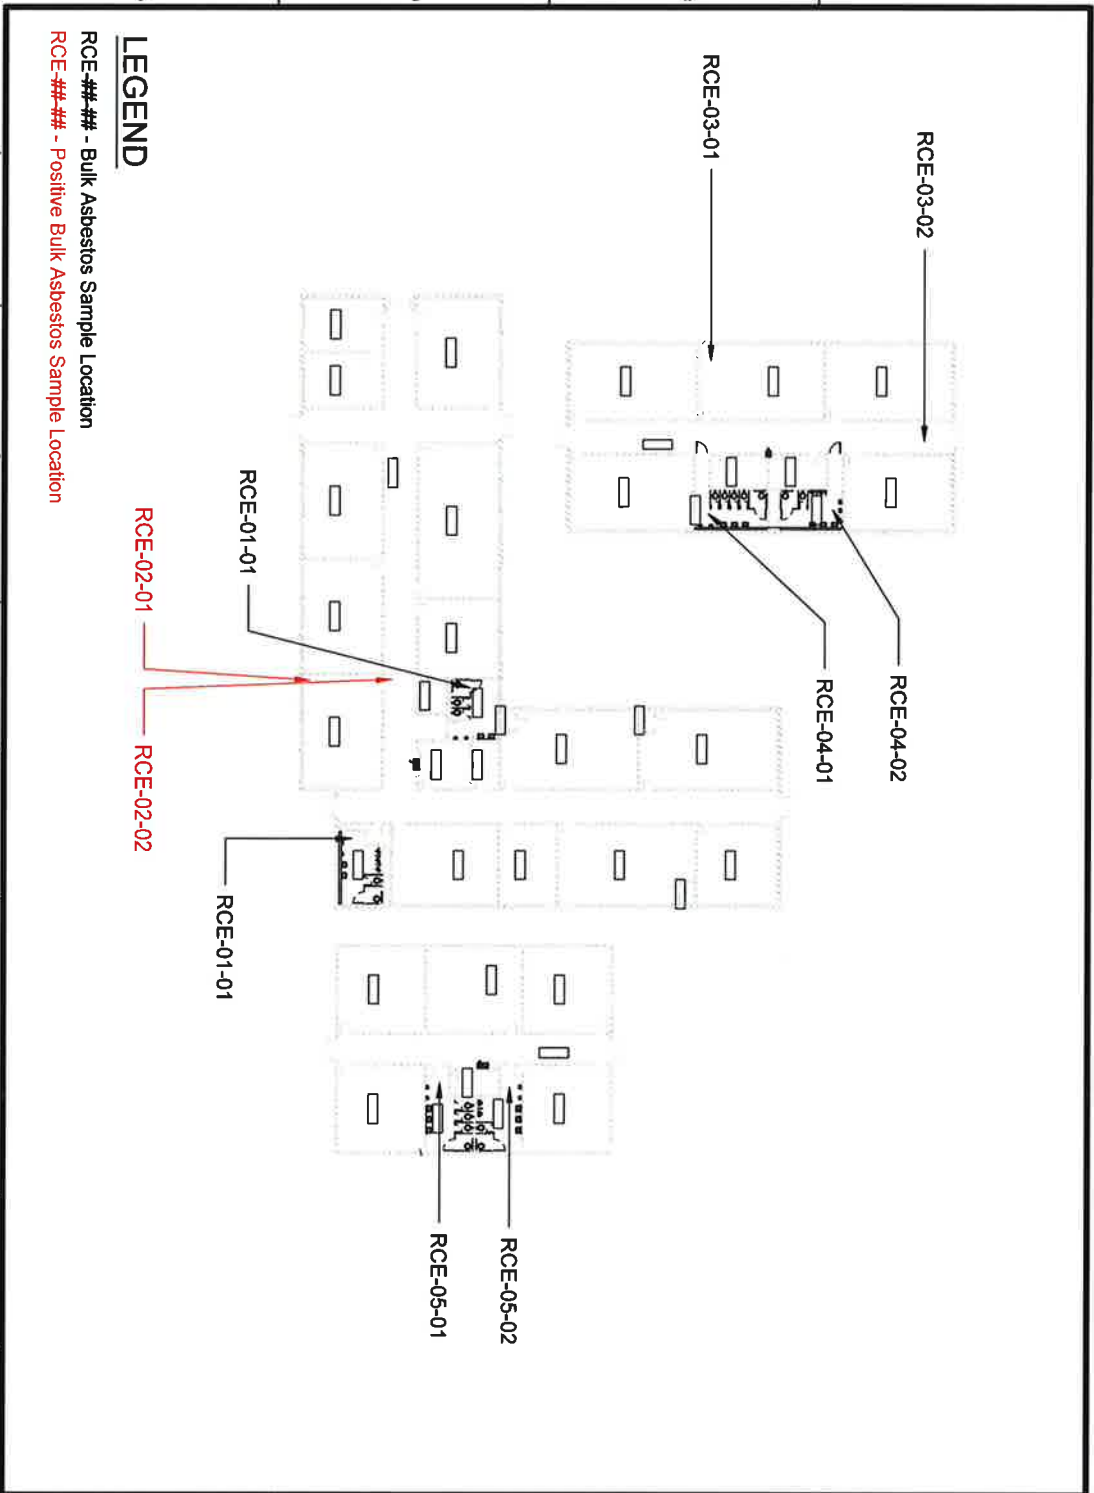 RCE-03-02
RCE-03-01
RCE-04-02
RCE-04-01
RCE-01-01
RCE-02-01
RCE-02-02
RCE-01-01
RCE-05-02
RCE-05-01
LEGEND
RCE-##-## - Bulk Asbestos Sample Location
RCE-##-## - Positive Bulk Asbestos Sample Location